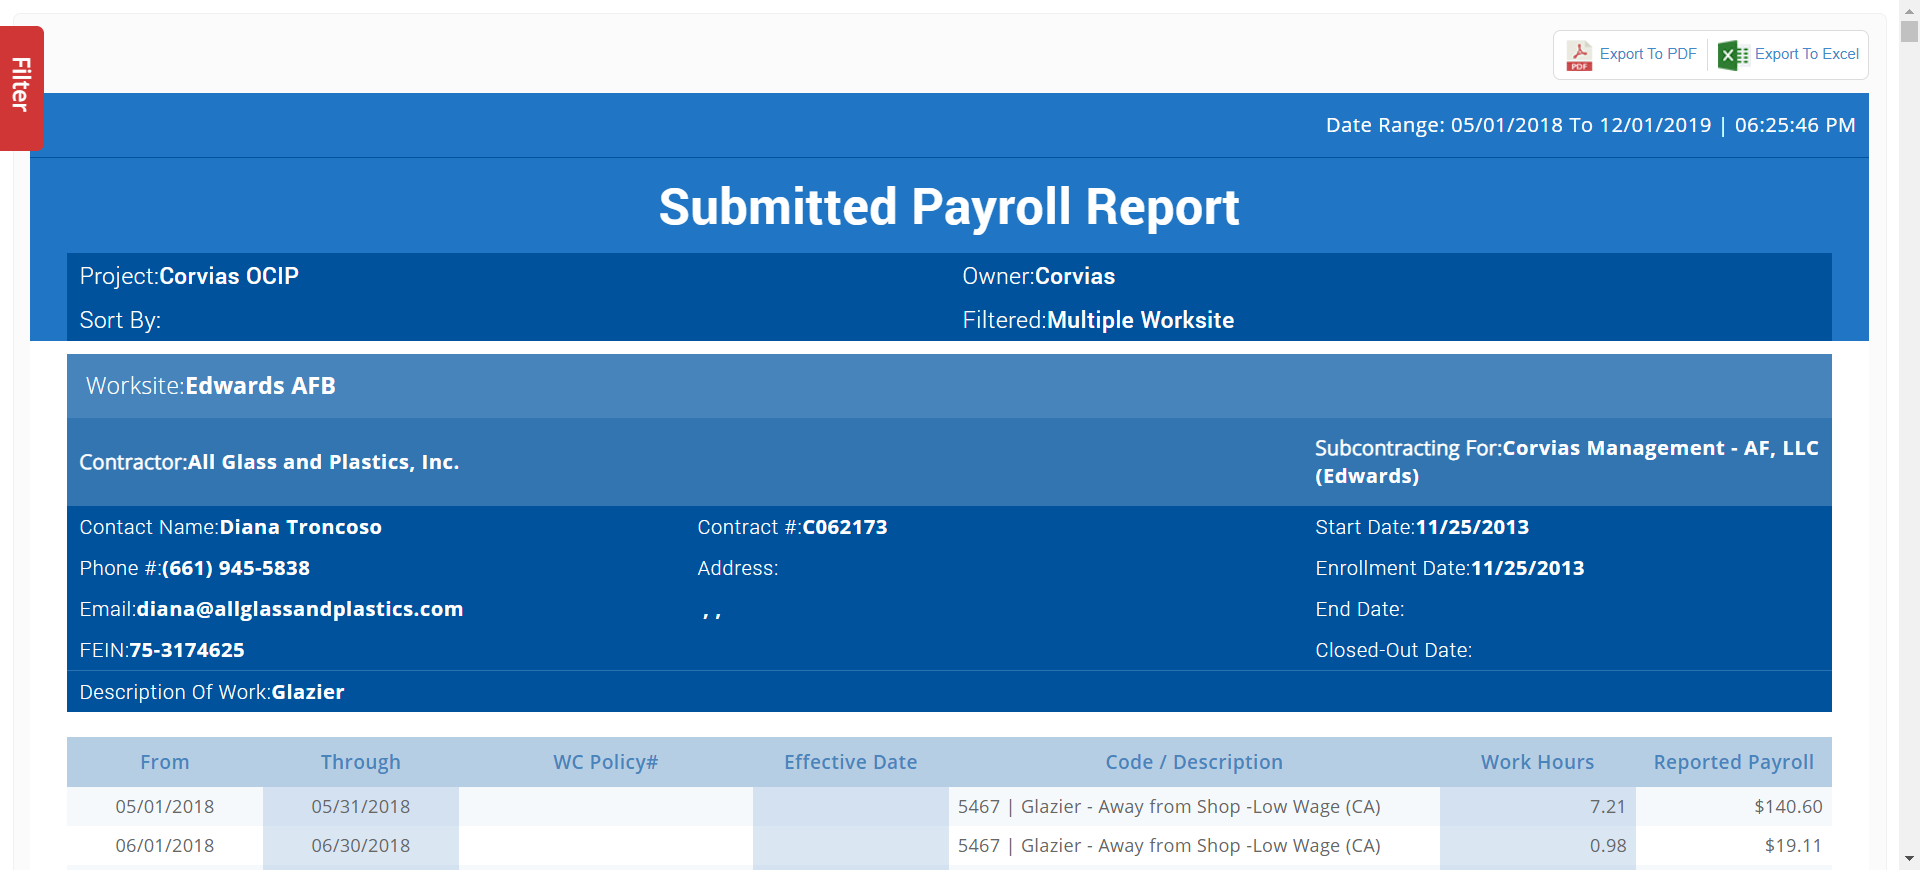 Filter
PDF Export To PDF Export To Excel
Date Range: 05/01/2018 To 12/01/2019 | 06:25:46 PM
Submitted Payroll Report
Project:Corvias OCIP Owner:Corvias
Sort By: Filtered:Multiple Worksite
Worksite:Edwards AFB
Contractor:All Glass and Plastics, Inc. Subcontracting For:Corvias Management - AF, LLC
(Edwards)
Contact Name:Diana Troncoso Contract #:C062173 Start Date:11/25/2013
Phone #:(661) 945-5838 Address: Enrollment Date:11/25/2013
Email:diana@allglassandplastics.com , , End Date:
FEIN:75-3174625 Closed-Out Date:
Description Of Work:Glazier
From Through WC Policy# Effective Date Code / Description Work Hours Reported Payroll
05/01/2018 05/31/2018 5467 | Glazier - Away from Shop -Low Wage (CA) 7.21 $140.60
06/01/2018 06/30/2018 5467 | Glazier - Away from Shop -Low Wage (CA) 0.98 $19.11